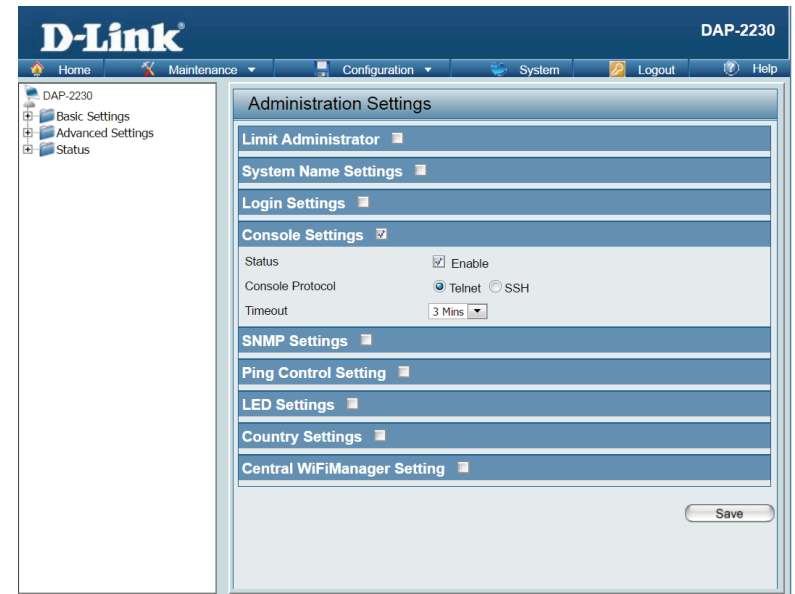 D-Link®
DAP-2230
Home Maintenance Configuration System Logout Help
DAP-2230
Basic Settings
Advanced Settings
Status
Administration Settings
Limit Administrator
System Name Settings
Login Settings
Console Settings
Status Enable
Console Protocol Telnet SSH
Timeout 3 Mins
SNMP Settings
Ping Control Setting
LED Settings
Country Settings
Central WiFiManager Setting
Save